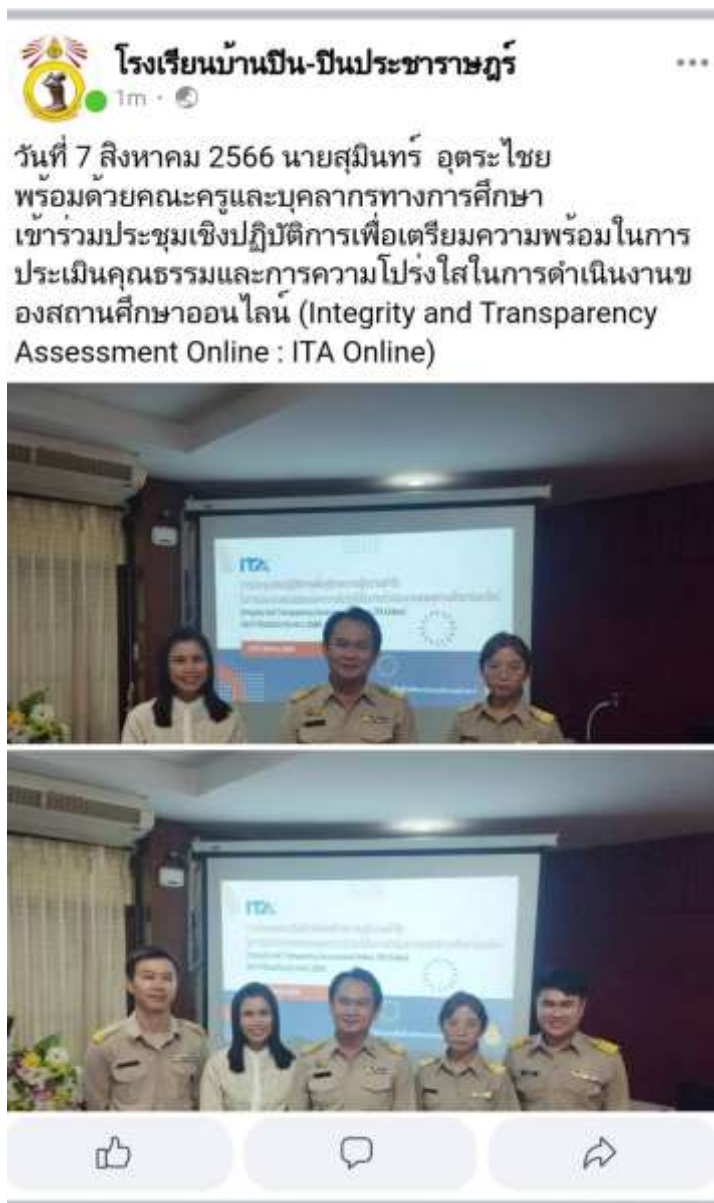 โรงเรียนบ้านปิน-ปินประชาราษฎร์
1m
วันที่ 7 สิงหาคม 2566 นายสุมินทร์ อุตระไชย
พร้อมด้วยคณะครูและบุคลากรทางการศึกษา
เข้าร่วมประชุมเชิงปฏิบัติการเพื่อเตรียมความพร้อมในการ
ประเมินคุณธรรมและการความโปร่งใสในการดำเนินงานข
องสถานศึกษาออนไลน์ (Integrity and Transparency
Assessment Online : ITA Online)
ITA
ITA